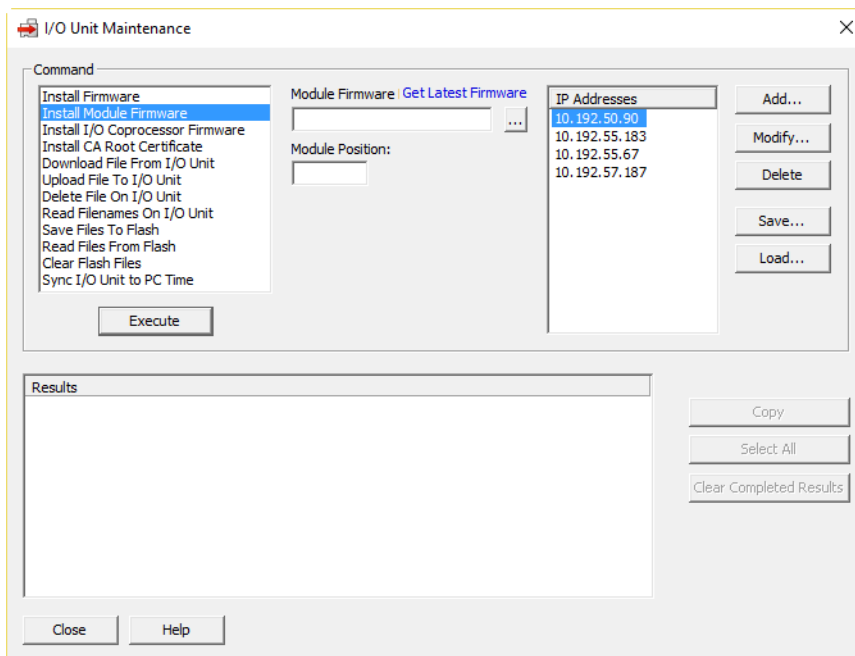 I/O Unit Maintenance
Command
Install Firmware
Install Module Firmware
Install I/O Coprocessor Firmware
Install CA Root Certificate
Download File From I/O Unit
Upload File To I/O Unit
Delete File On I/O Unit
Read Filenames On I/O Unit
Save Files To Flash
Read Files From Flash
Clear Flash Files
Sync I/O Unit to PC Time
Execute
Module Firmware Get Latest Firmware
...
Module Position:
IP Addresses
10.192.50.90
10.192.55.183
10.192.55.67
10.192.57.187
Add...
Modify...
Delete
Save...
Load...
Results
Copy
Select All
Clear Completed Results
Close
Help